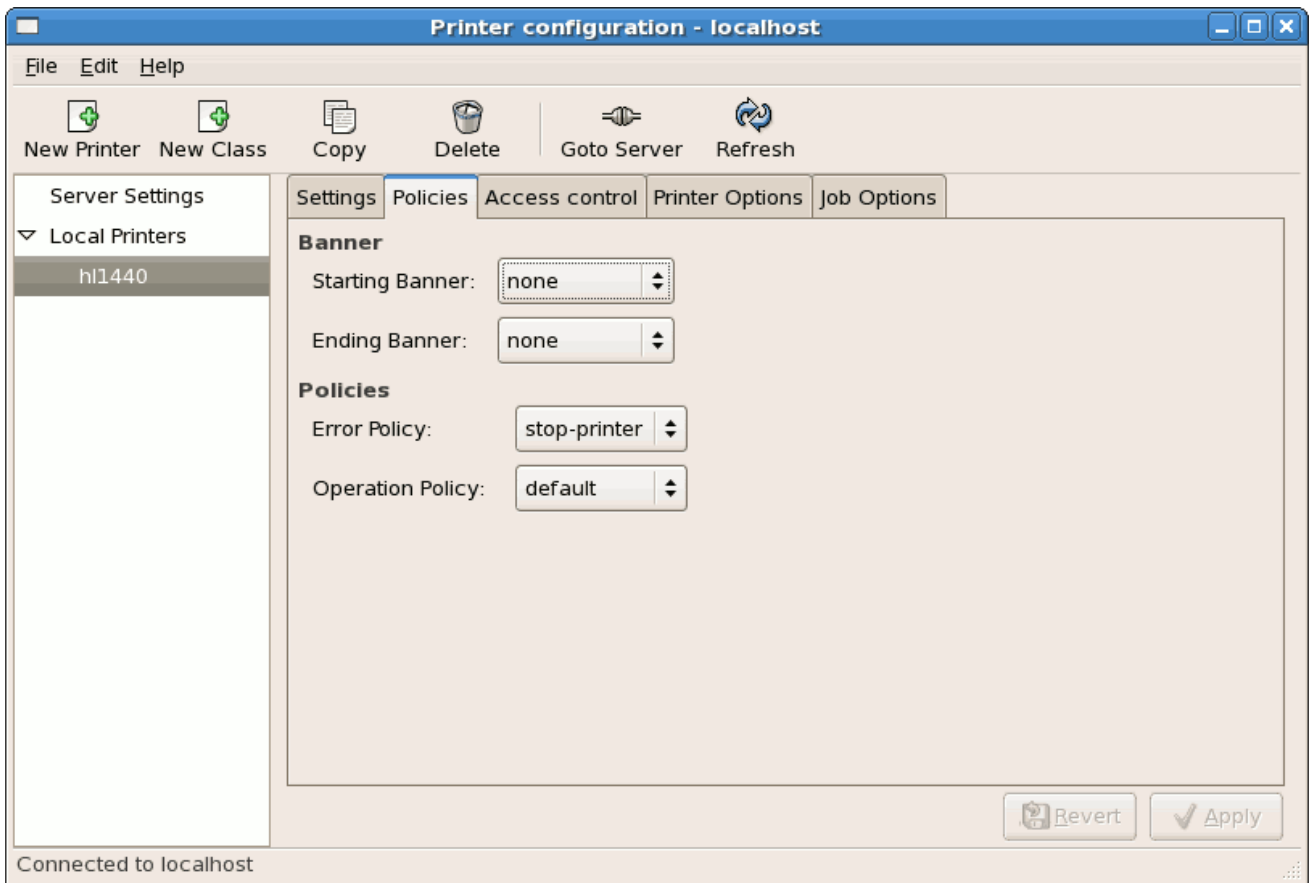 Printer configuration - localhost
File Edit Help
New Printer New Class Copy Delete Goto Server Refresh
Server Settings
Local Printers
hl1440
Settings Policies Access control Printer Options Job Options
Banner
Starting Banner: none
Ending Banner: none
Policies
Error Policy: stop-printer
Operation Policy: default
Revert Apply
Connected to localhost